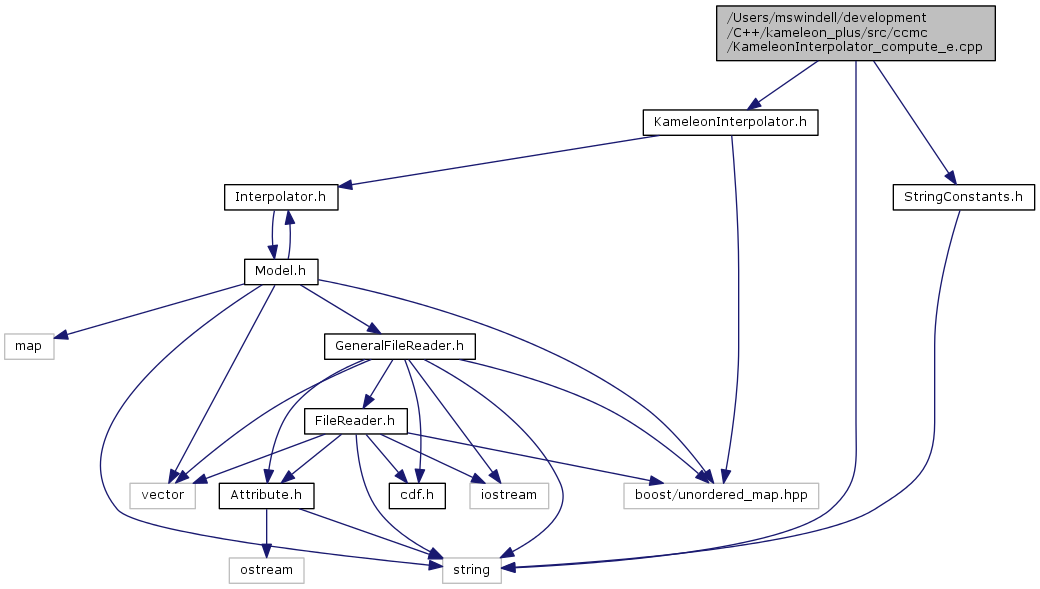 /Users/mswindell/development
/C++/kameleon_plus/src/ccmc
/KameleonInterpolator_compute_e.cpp
KameleonInterpolator.h
Interpolator.h
StringConstants.h
Model.h
map
GeneralFileReader.h
FileReader.h
vector
Attribute.h
cdf.h
iostream
boost/unordered_map.hpp
ostream
string